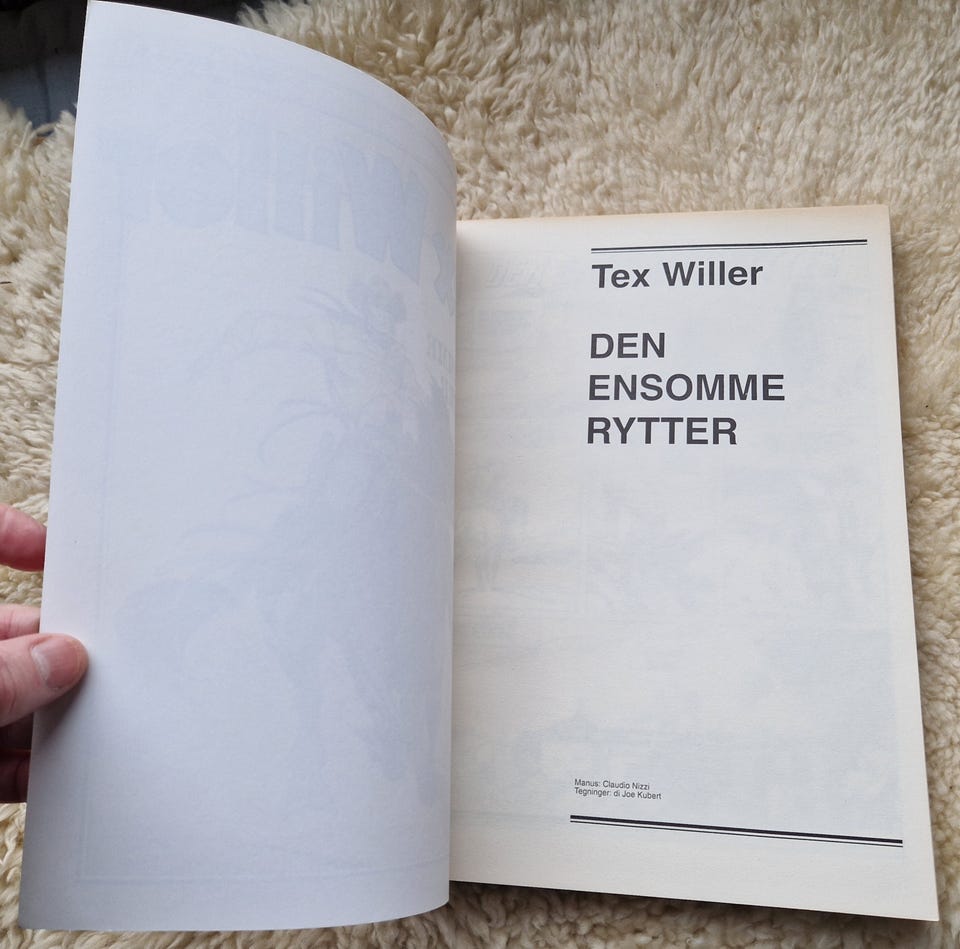 Tex Willer
DEN
ENSOMME
RYTTER
Manus: Claudio Nizzi
Tegninger: di Joe Kubert